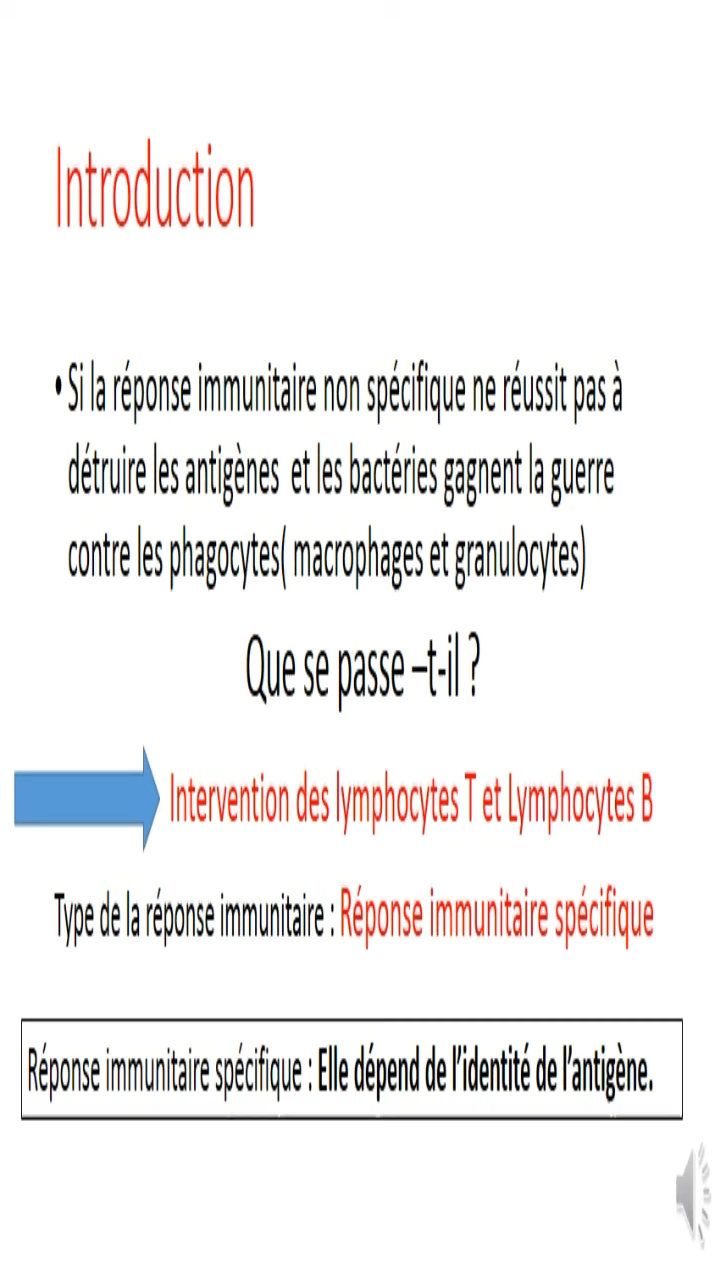 Introduction
• Si la réponse immunitaire non spécifique ne réussit pas à
détruire les antigènes et les bactéries gagnent la guerre
contre les phagocytes( macrophages et granulocytes)
Que se passe –t-il ?
Intervention des lymphocytes T et Lymphocytes B
Type de la réponse immunitaire : Réponse immunitaire spécifique
Réponse immunitaire spécifique : Elle dépend de l’identité de l’antigène.